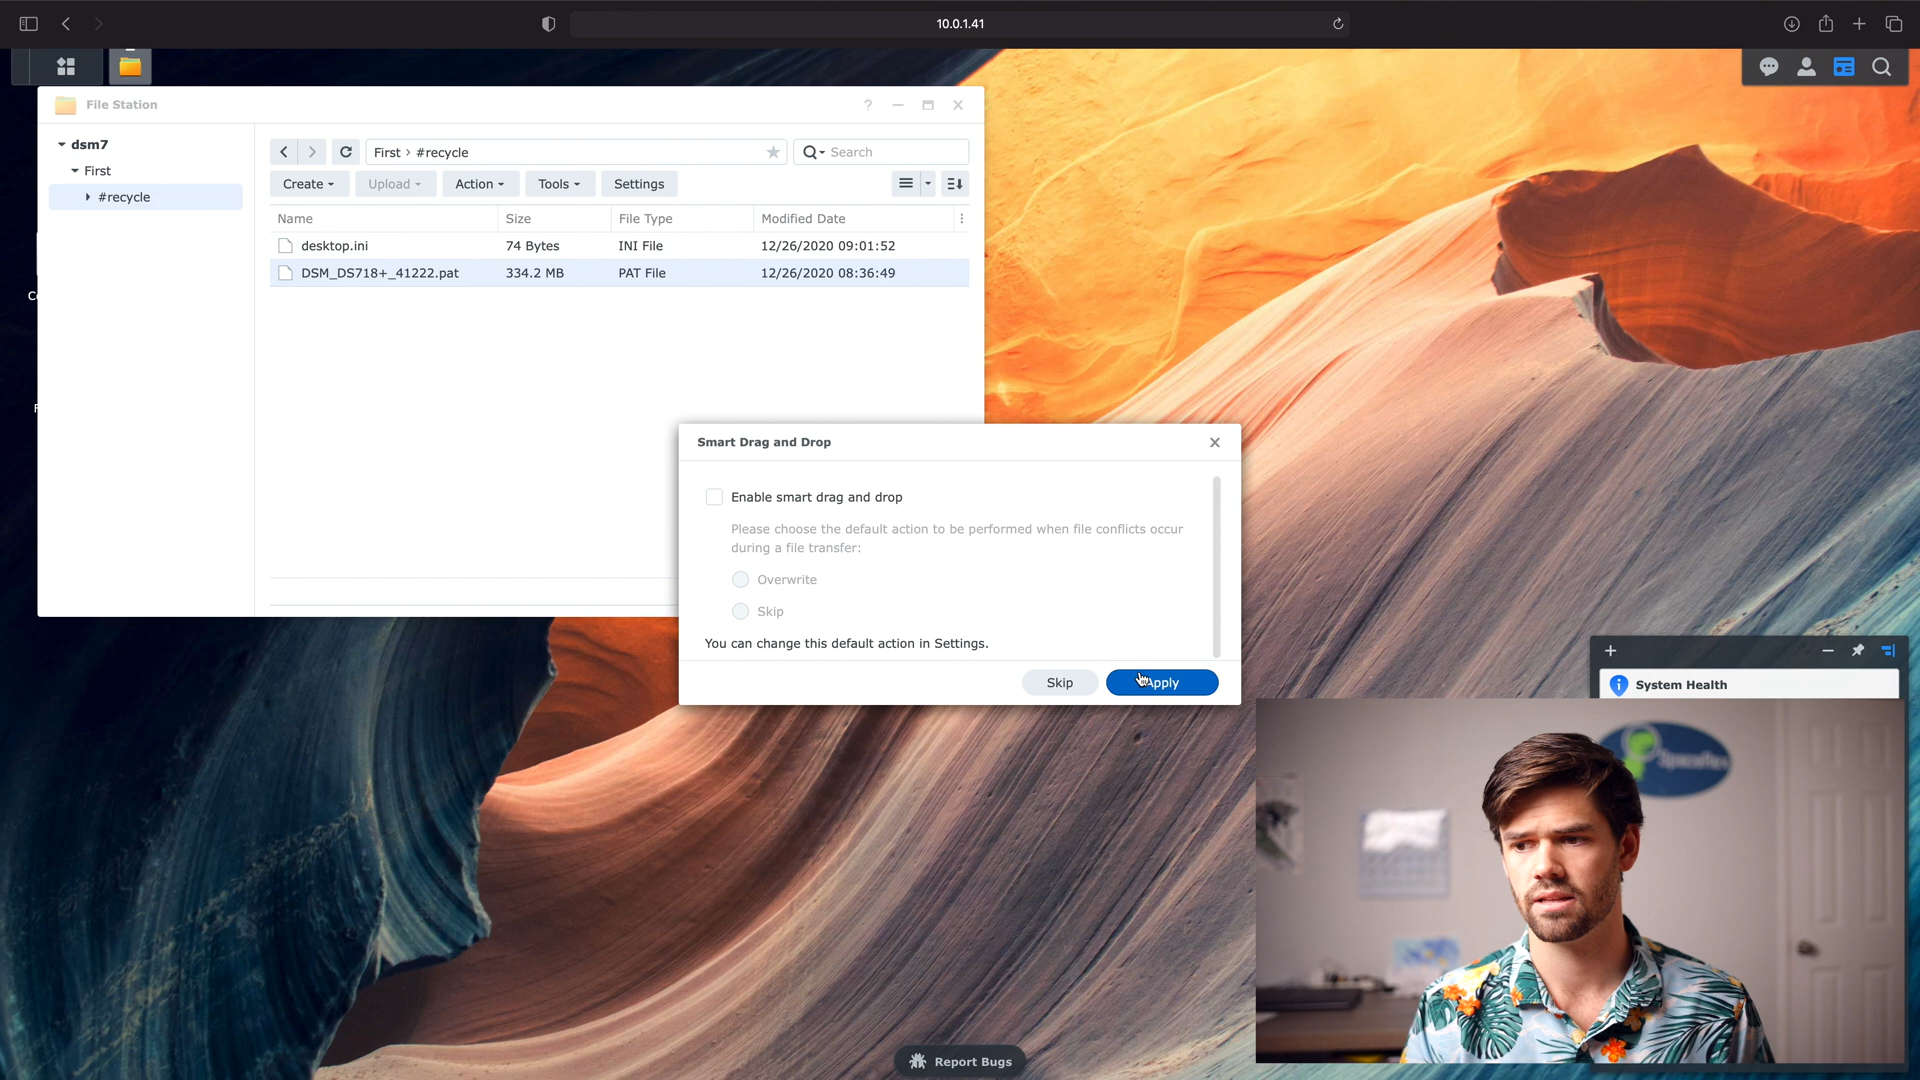 10.0.1.41
File Station
dsm7
First
#recycle
First › #recycle
Search
Create
Upload
Action
Tools
Settings
Name
Size
File Type
Modified Date
desktop.ini
74 Bytes
INI File
12/26/2020 09:01:52
DSM_DS718+_41222.pat
334.2 MB
PAT File
12/26/2020 08:36:49
Smart Drag and Drop
Enable smart drag and drop
Please choose the default action to be performed when file conflicts occur
during a file transfer:
Overwrite
Skip
You can change this default action in Settings.
Skip
Apply
System Health
SpaceRex
Report Bugs